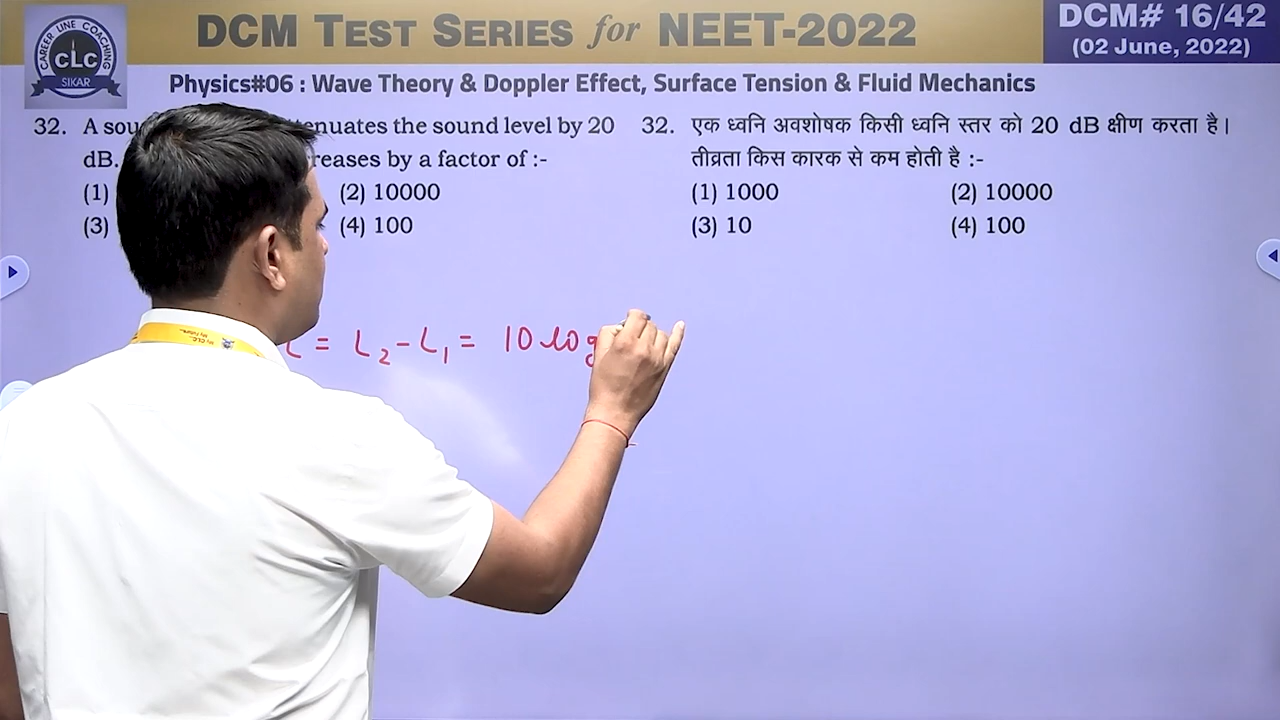 DCM TEST SERIES for NEET-2022
DCM# 16/42
(02 June, 2022)
CAREER LINE COACHING
CLC
SIKAR
Physics#06 : Wave Theory & Doppler Effect, Surface Tension & Fluid Mechanics
32. A sou tenuates the sound level by 20
dB. reases by a factor of :-
(1) (2) 10000
(3) (4) 100
32. एक ध्वनि अवशोषक किसी ध्वनि स्तर को 20 dB क्षीण करता है।
तीव्रता किस कारक से कम होती है :-
(1) 1000 (2) 10000
(3) 10 (4) 100
L = L2 - L1 = 10 log